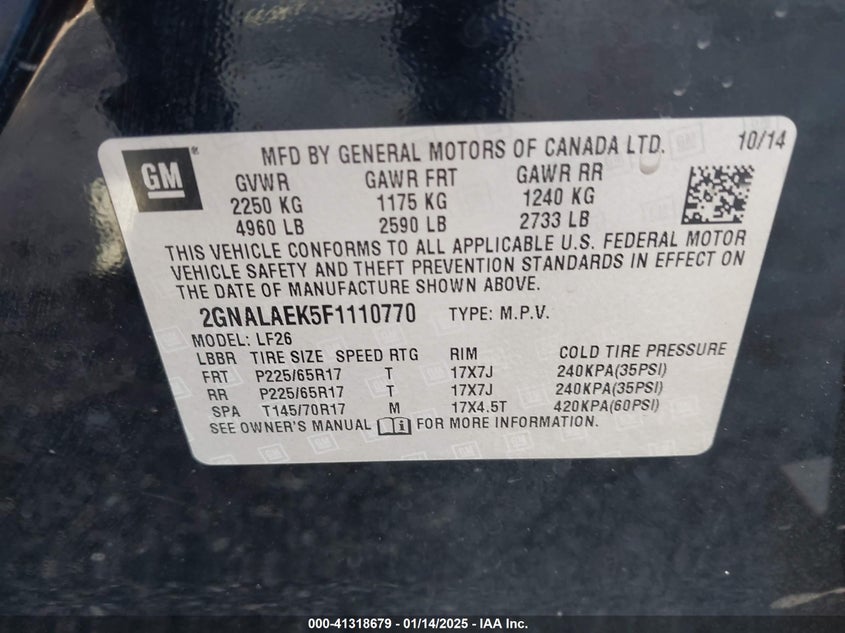 GM ® MFD BY GENERAL MOTORS OF CANADA LTD. 10/14
GVWR GAWR FRT GAWR RR
2250 KG 1175 KG 1240 KG
4960 LB 2590 LB 2733 LB
THIS VEHICLE CONFORMS TO ALL APPLICABLE U.S. FEDERAL MOTOR
VEHICLE SAFETY AND THEFT PREVENTION STANDARDS IN EFFECT ON
THE DATE OF MANUFACTURE SHOWN ABOVE.
2GNALAEK5F1110770 TYPE: M.P.V.
MODEL: LF26
LBBR TIRE SIZE SPEED RTG RIM COLD TIRE PRESSURE
FRT P225/65R17 T 17X7J 240KPA(35PSI)
RR P225/65R17 T 17X7J 240KPA(35PSI)
SPA T145/70R17 M 17X4.5T 420KPA(60PSI)
SEE OWNER'S MANUAL i FOR MORE INFORMATION.
000-41318679 - 01/14/2025 - IAA Inc.